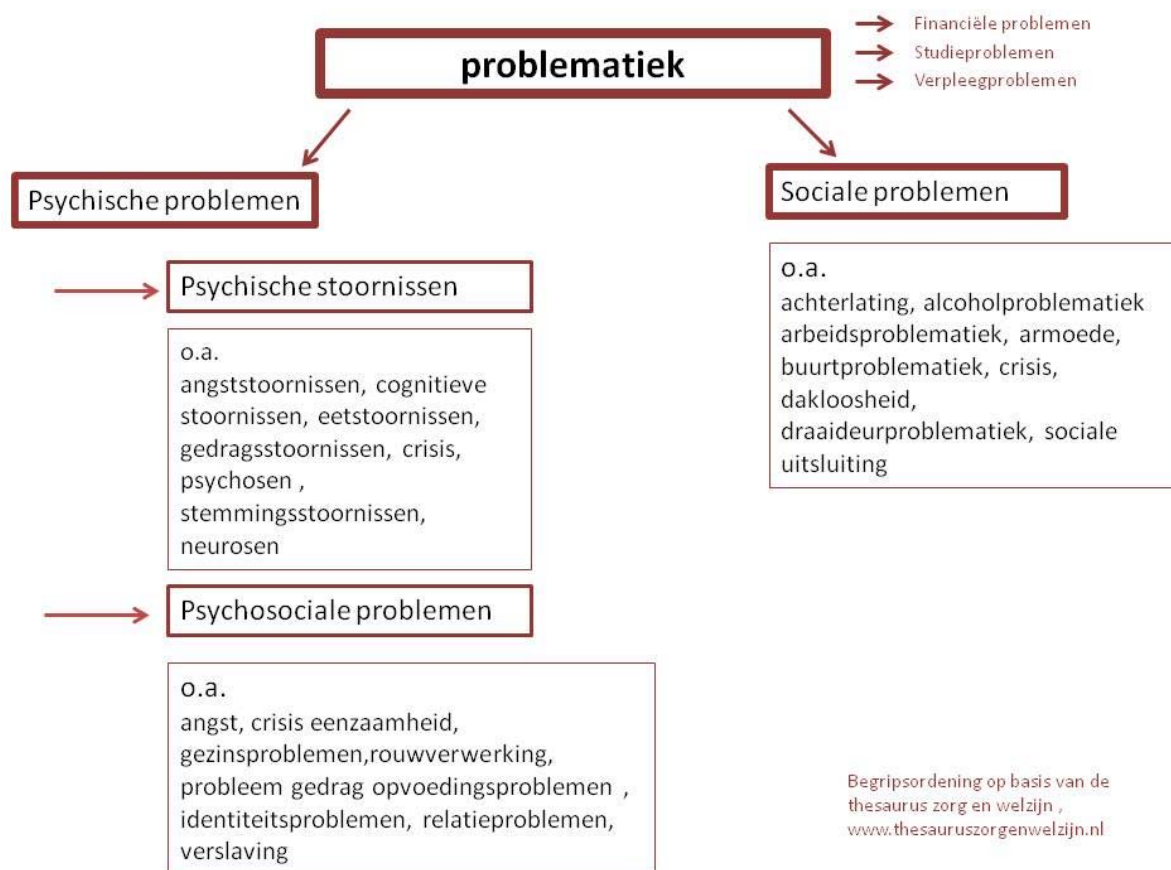 problematiek
Financiële problemen
Studieproblemen
Verpleegproblemen
Psychische problemen
Psychische stoornissen
o.a.
angststoornissen, cognitieve
stoornissen, eetstoornissen,
gedragsstoornissen, crisis,
psychosen ,
stemmingsstoornissen,
neurosen
Psychosociale problemen
o.a.
angst, crisis eenzaamheid,
gezinsproblemen,rouwverwerking,
probleem gedrag opvoedingsproblemen ,
identiteitsproblemen, relatieproblemen,
verslaving
Sociale problemen
o.a.
achterlating, alcoholproblematiek
arbeidsproblematiek, armoede,
buurtproblematiek, crisis,
dakloosheid,
draaideurproblematiek, sociale
uitsluiting
Begripsordening op basis van de
thesaurus zorg en welzijn ,
www.thesauruszorgenwelzijn.nl